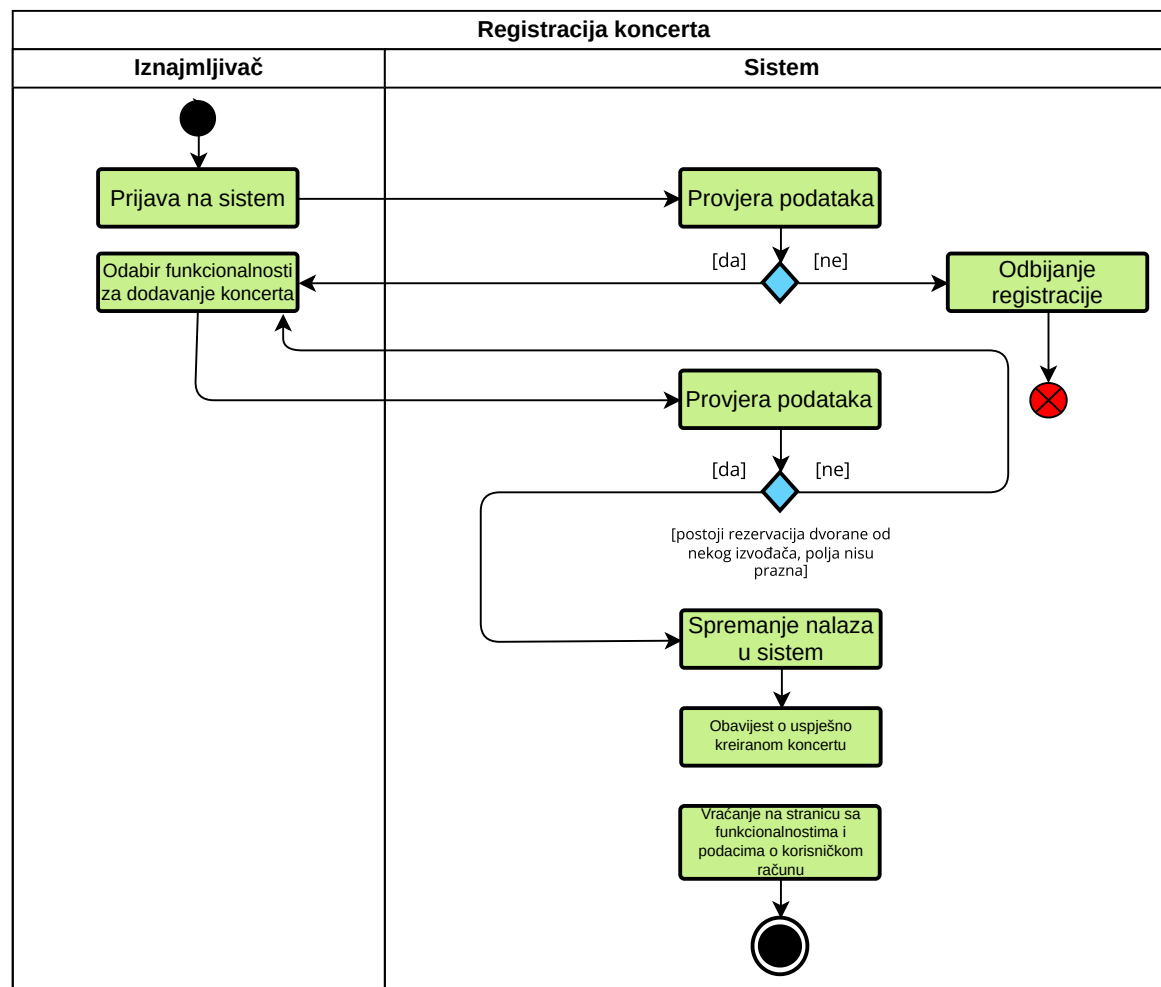 Registracija koncerta
Iznajmljivač
Sistem
Prijava na sistem
Provjera podataka
[da]
[ne]
Odabir funkcionalnosti
za dodavanje koncerta
Odbijanje
registracije
Provjera podataka
[da]
[ne]
[postoji rezervacija dvorane od
nekog izvođača, polja nisu
prazna]
Spremanje nalaza
u sistem
Obavijest o uspješno
kreiranom koncertu
Vraćanje na stranicu sa
funkcionalnostima i
podacima o korisničkom
računu